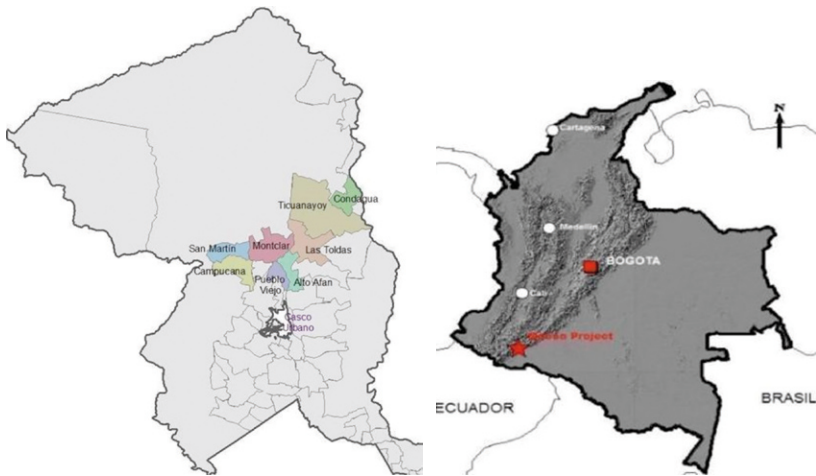 Condagua
Ticuanayoy
San Martín
Montclar
Las Toldas
Campucana
Pueblo
Viejo
Alto Afan
Casco
Urbano
N
Cartagena
Medellin
BOGOTA
Cali
Project
ECUADOR
BRASIL